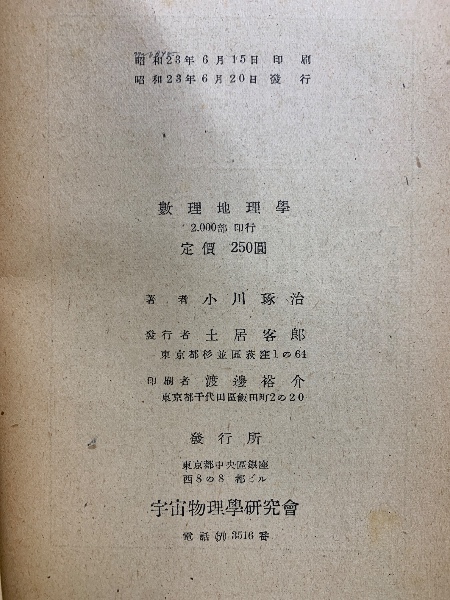 昭和23年6月15日 印刷
昭和23年6月20日 發行
數理地理學
2.000部 印行
定價 250圓
著者 小川琢治
發行者 土居客郎
東京都杉並區荻窪1の64
印刷者 渡邊裕介
東京都千代田區飯田町2の20
發行所
東京都中央區銀座
西8の8 都ビル
宇宙物理學研究會
電話 3516番